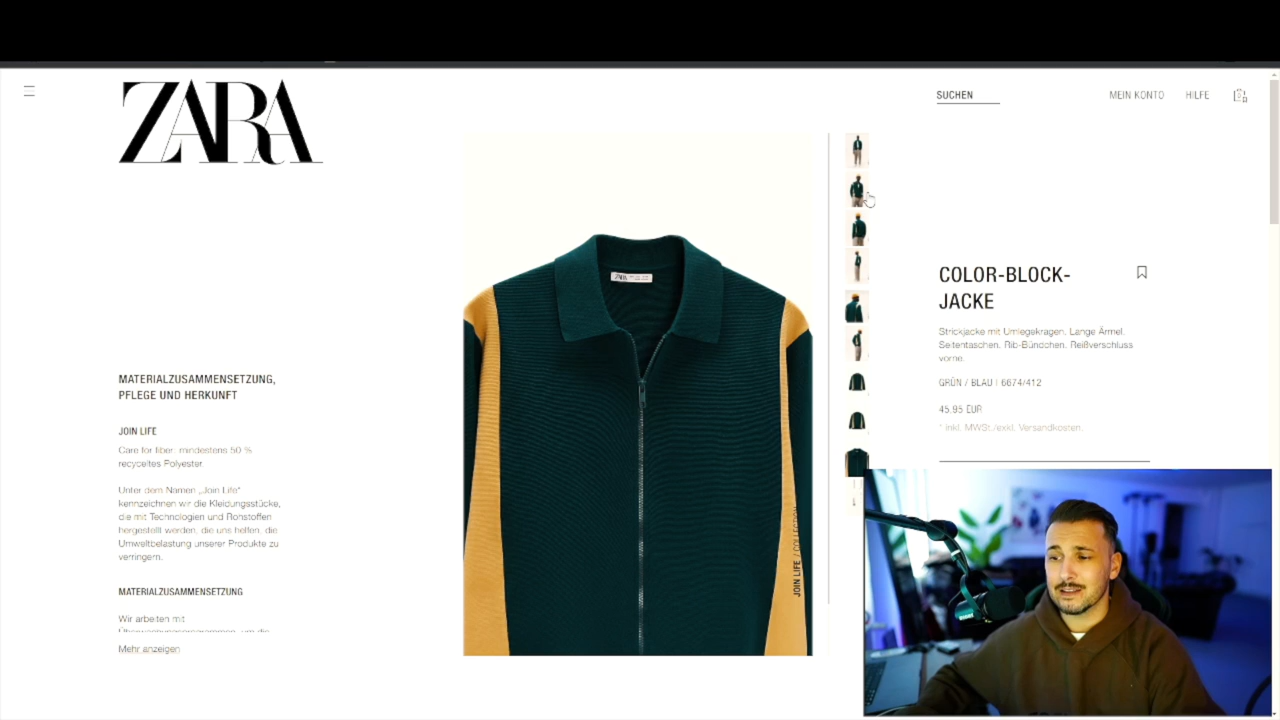 ZARA
SUCHEN
MEIN KONTO
HILFE
ZARA
COLOR-BLOCK-
JACKE
Strickjacke mit Umlegekragen. Lange Ärmel.
Seitentaschen. Rib-Bündchen. Reißverschluss
vorne.
GRÜN / BLAU | 6674/412
45.95 EUR
* Inkl. MWSt./exkl. Versandkosten.
MATERIALZUSAMMENSETZUNG,
PFLEGE UND HERKUNFT
JOIN LIFE
Care for fiber: mindestens 50 %
recyceltes Polyester.
Unter dem Namen „Join Life“
kennzeichnen wir die Kleidungsstücke,
die mit Technologien und Rohstoffen
hergestellt werden, die uns helfen, die
Umweltbelastung unserer Produkte zu
verringern.
MATERIALZUSAMMENSETZUNG
Wir arbeiten mit
Mehr anzeigen
JOIN LIFE / COLLECTION